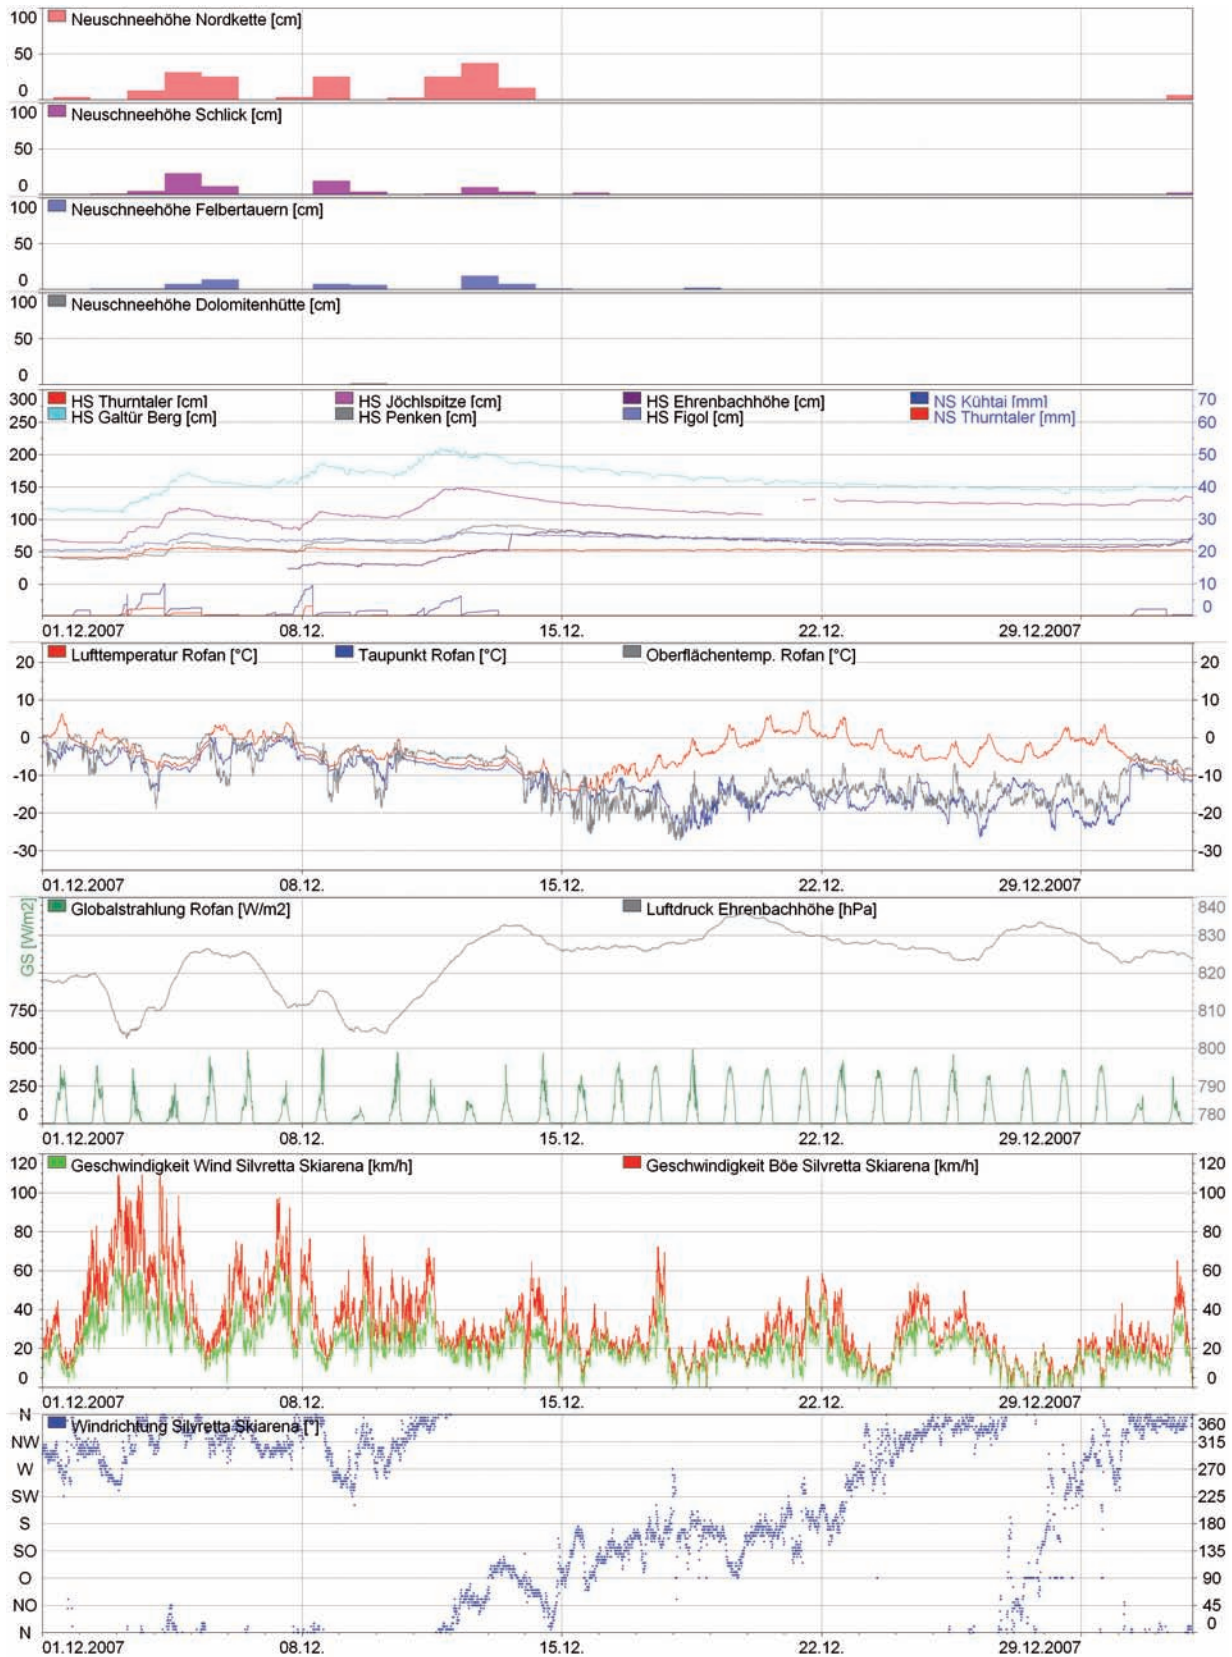 100
Neuschneehöhe Nordkette [cm]
50
0
100
Neuschneehöhe Schlick [cm]
50
0
100
Neuschneehöhe Felbertauern [cm]
50
0
100
Neuschneehöhe Dolomitenhütte [cm]
50
0
300 HS Thurntaler [cm] HS Jöchlspitze [cm] HS Ehrenbachhöhe [cm] NS Kühtai [mm] 70
250 HS Galtür Berg [cm] HS Penken [cm] HS Figol [cm] NS Thurntaler [mm] 60
200 50
150 40
100 30
50 20
0 10
0
01.12.2007 08.12. 15.12. 22.12. 29.12.2007
20 Lufttemperatur Rofan [°C] Taupunkt Rofan [°C] Oberflächentemp. Rofan [°C] 20
10 10
0 0
-10 -10
-20 -20
-30 -30
01.12.2007 08.12. 15.12. 22.12. 29.12.2007
GS [W/m2] Globalstrahlung Rofan [W/m2] Luftdruck Ehrenbachhöhe [hPa] 840
830
820
750 810
500 800
250 790
0 780
01.12.2007 08.12. 15.12. 22.12. 29.12.2007
120 Geschwindigkeit Wind Silvretta Skiarena [km/h] Geschwindigkeit Böe Silvretta Skiarena [km/h] 120
100 100
80 80
60 60
40 40
20 20
0 0
01.12.2007 08.12. 15.12. 22.12. 29.12.2007
N Windrichtung Silvretta Skiarena [°] 360
NW 315
W 270
SW 225
S 180
SO 135
O 90
NO 45
N 0
01.12.2007 08.12. 15.12. 22.12. 29.12.2007